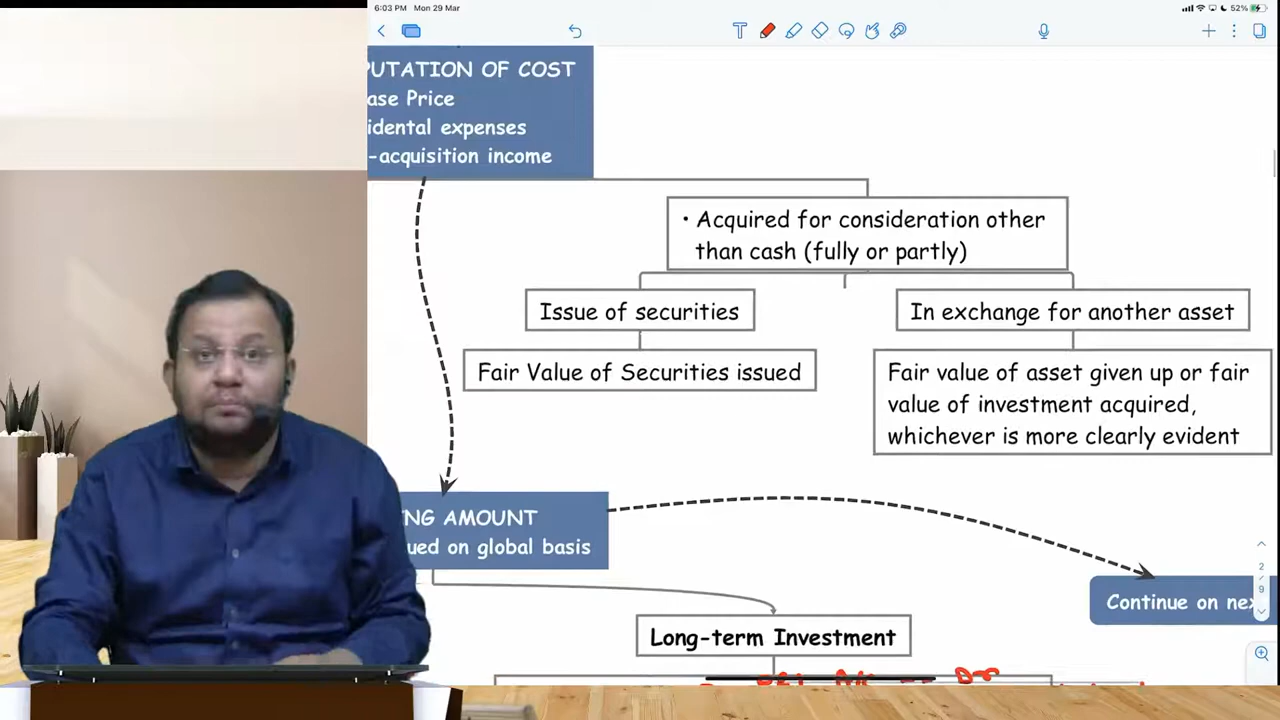 6:03 PM Mon 29 Mar
52%
PUTATION OF COST
ase Price
idental expenses
-acquisition income
• Acquired for consideration other
than cash (fully or partly)
Issue of securities
In exchange for another asset
Fair Value of Securities issued
Fair value of asset given up or fair
value of investment acquired,
whichever is more clearly evident
NG AMOUNT
ued on global basis
2
/
9
Continue on nex
Long-term Investment